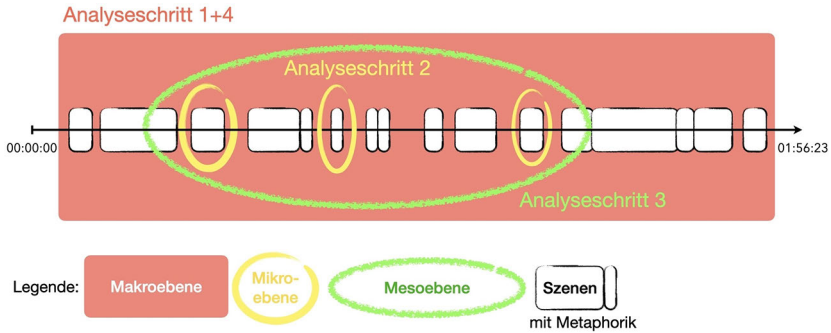 Analyseschritt 1+4
Analyseschritt 2
00:00:00
01:56:23
Analyseschritt 3
Legende:
Makroebene
Mikro-
ebene
Mesoebene
Szenen
mit Metaphorik